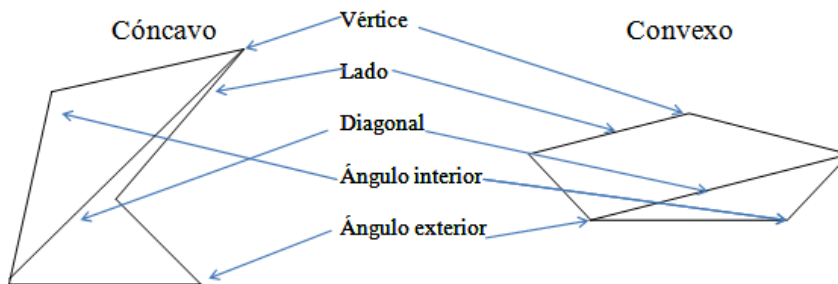 Cóncavo
Vértice
Convexo
Lado
Diagonal
Ángulo interior
Ángulo exterior